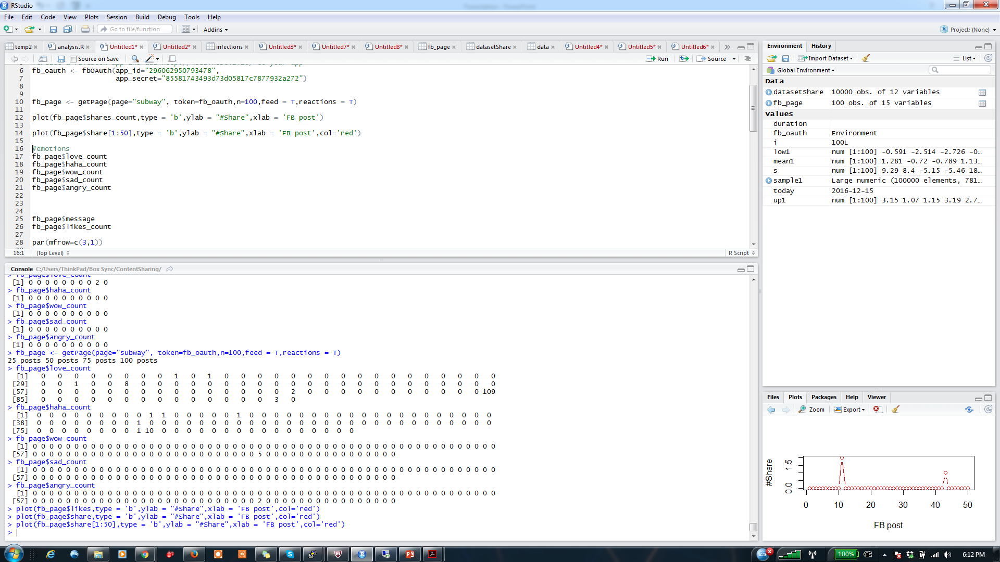 RStudio
File Edit Code View Plots Session Build Debug Tools Help
Go to file/function Addins Project: (None)
temp2 analysis.R Untitled1* Untitled2* infections Untitled3* Untitled7* Untitled8* fb_page datasetShare data Untitled4* Untitled5* Untitled6*
Source on Save Run Source
6 fb_oauth <- fbOAuth(app_id="296062950793478",
7 app_secret="85581743493d73d05817c7877932a272")
8
9
10 fb_page <- getPage(page="subway", token=fb_oauth,n=100,feed = T,reactions = T)
11
12 plot(fb_page$shares_count,type = 'b',ylab = "#Share",xlab = 'FB post')
13
14 plot(fb_page$share[1:50],type = 'b',ylab = "#Share",xlab = 'FB post',col='red')
15
16 #emotions
17 fb_page$love_count
18 fb_page$haha_count
19 fb_page$wow_count
20 fb_page$sad_count
21 fb_page$angry_count
22
23
24
25 fb_page$message
26 fb_page$likes_count
27
28 par(mfrow=c(3,1))
16:1 (Top Level) R Script
Console C:/Users/ThinkPad/Box Sync/ContentSharing/
> fb_page$love_count
[1] 0 0 0 0 0 0 0 0 2 0
> fb_page$haha_count
[1] 0 0 0 0 0 0 0 0 0 0
> fb_page$wow_count
[1] 0 0 0 0 0 0 0 0 0 0
> fb_page$sad_count
[1] 0 0 0 0 0 0 0 0 0 0
> fb_page$angry_count
[1] 0 0 0 0 0 0 0 0 0 0
> fb_page <- getPage(page="subway", token=fb_oauth,n=100,feed = T,reactions = T)
25 posts 50 posts 75 posts 100 posts
> fb_page$love_count
[1] 0 0 0 0 0 0 0 0 1 0 1 0 0 0 0 0 0 0 0 0 0 0 0 0 0 0 0 0
[29] 0 0 1 0 0 8 0 0 0 0 0 0 0 0 0 0 0 0 0 0 0 0 0 0 0 0 0 0
[57] 0 0 0 0 0 0 0 0 0 0 0 0 0 0 0 2 0 0 0 0 0 0 0 0 0 0 0 109
[85] 0 0 0 0 0 0 0 0 0 0 0 0 0 0 3 0
> fb_page$haha_count
[1] 0 0 0 0 0 0 0 0 0 1 1 0 0 0 0 0 1 0 0 0 0 0 0 0 0 0 0 0 0 0 0 0 0 0 0 0 0
[38] 0 0 0 0 0 0 0 0 1 0 0 0 0 0 0 0 0 0 0 0 0 0 0 0 0 0 0 0 0 0 0 0 0 0 0 0 0
[75] 0 0 0 0 0 0 0 0 1 10 0 0 0 0 0 0 0 0 0 0 0 0 0 0 0 0
> fb_page$wow_count
[1] 0 0 0 0 0 0 0 0 0 0 0 0 0 0 0 0 0 0 0 0 0 0 0 0 0 0 0 0 0 0 0 0 0 0 0 0 0 0 0 0 0 0 0 0 0 0 0 0 0 0 0 0 0 0 0 0
[57] 0 0 0 0 0 0 0 0 0 0 0 0 0 0 0 0 0 0 0 0 0 0 0 0 0 0 0 5 0 0 0 0 0 0 0 0 0 0 0 0 0 0 0 0
> fb_page$sad_count
[1] 0 0 0 0 0 0 0 0 0 0 0 0 0 0 0 0 0 0 0 0 0 0 0 0 0 0 0 0 0 0 0 0 0 0 0 0 0 0 0 0 0 0 0 0 0 0 0 0 0 0 0 0 0 0 0 0
[57] 0 0 0 0 0 0 0 0 0 0 0 0 0 0 0 0 0 0 0 0 0 0 0 0 0 0 0 0 0 0 0 0 0 0 0 0 0 0 0 0 0 0 0 0
> fb_page$angry_count
[1] 0 0 0 0 0 0 0 0 0 0 0 0 0 0 0 0 0 0 0 0 0 0 0 0 0 0 0 0 0 0 0 0 0 0 0 0 0 0 0 0 0 0 0 0 0 0 0 0 0 0 0 0 0 0 0 0
[57] 0 0 0 0 0 0 0 0 0 0 0 0 0 0 0 0 0 0 0 0 0 0 0 0 0 0 0 2 0 0 0 0 0 0 0 0 0 0 0 0 0 0 0 0
> plot(fb_page$likes,type = 'b',ylab = "#Share",xlab = 'FB post',col='red')
> plot(fb_page$share,type = 'b',ylab = "#Share",xlab = 'FB post',col='red')
> plot(fb_page$share[1:50],type = 'b',ylab = "#Share",xlab = 'FB post',col='red')
>
Environment History
Import Dataset List
Global Environment
Data
datasetShare 10000 obs. of 12 variables
fb_page 100 obs. of 15 variables
Values
duration
fb_oauth Environment
i 100L
low1 num [1:100] -0.591 -2.514 -2.726 -0...
mean1 num [1:100] 1.281 -0.72 -0.789 1.13...
s num [1:100] 9.29 8.4 -5.15 -5.46 18...
sample1 Large numeric (100000 elements, 781...
today 2016-12-15
up1 num [1:100] 3.15 1.07 1.15 3.19 2.7...
Files Plots Packages Help Viewer
Zoom Export
#Share
1.5
0.0
0 10 20 30 40 50
FB post
100% 6:12 PM